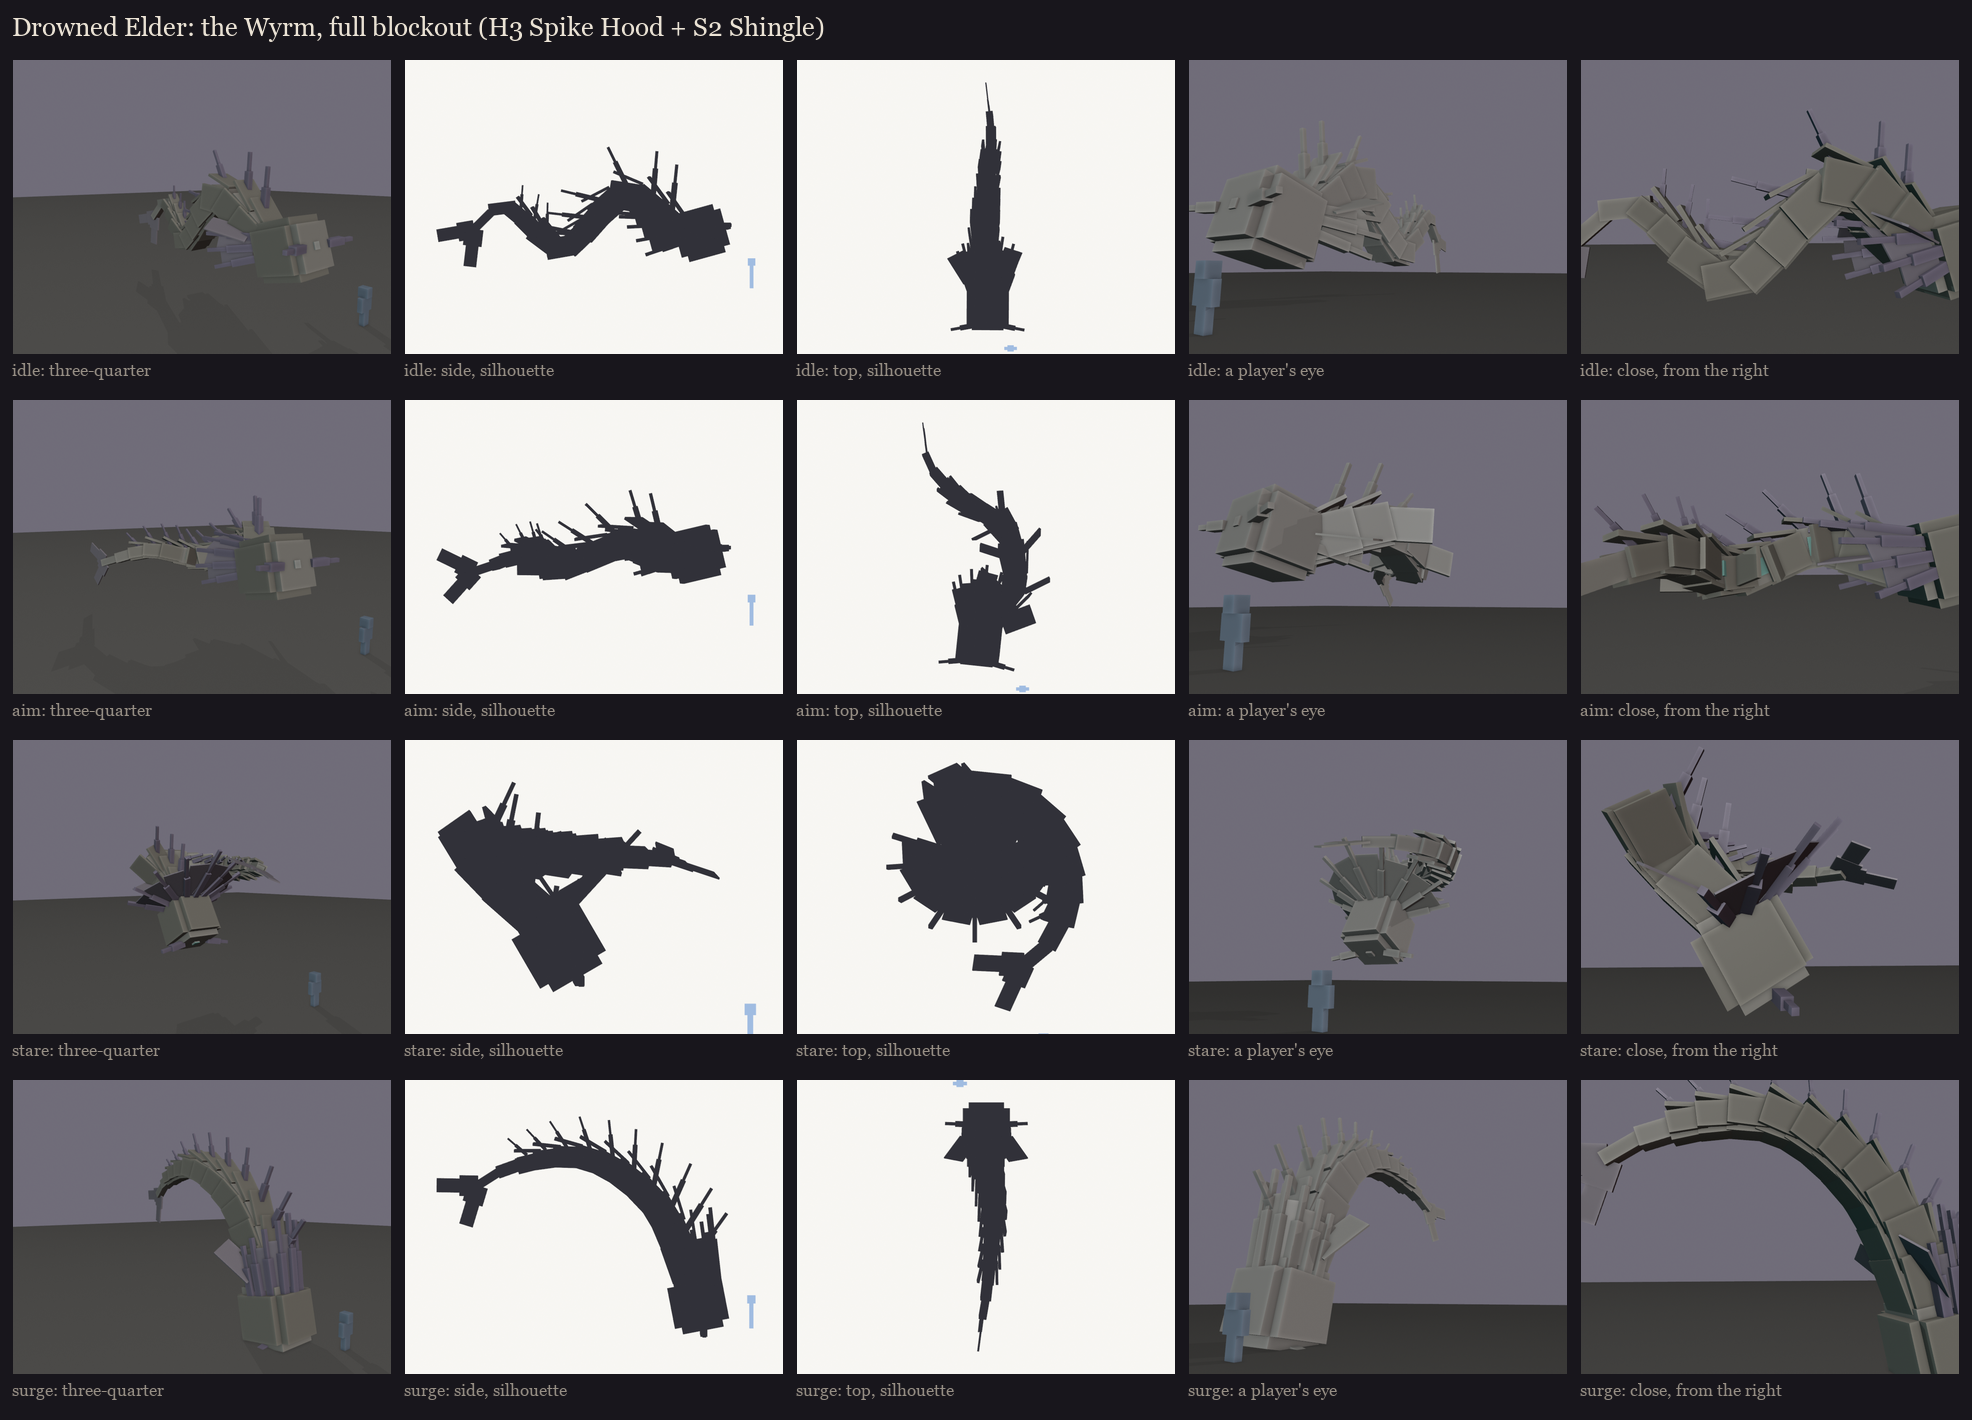 Drowned Elder: the Wyrm, full blockout (H3 Spike Hood + S2 Shingle)
idle: three-quarter
idle: side, silhouette
idle: top, silhouette
idle: a player's eye
idle: close, from the right
aim: three-quarter
aim: side, silhouette
aim: top, silhouette
aim: a player's eye
aim: close, from the right
stare: three-quarter
stare: side, silhouette
stare: top, silhouette
stare: a player's eye
stare: close, from the right
surge: three-quarter
surge: side, silhouette
surge: top, silhouette
surge: a player's eye
surge: close, from the right